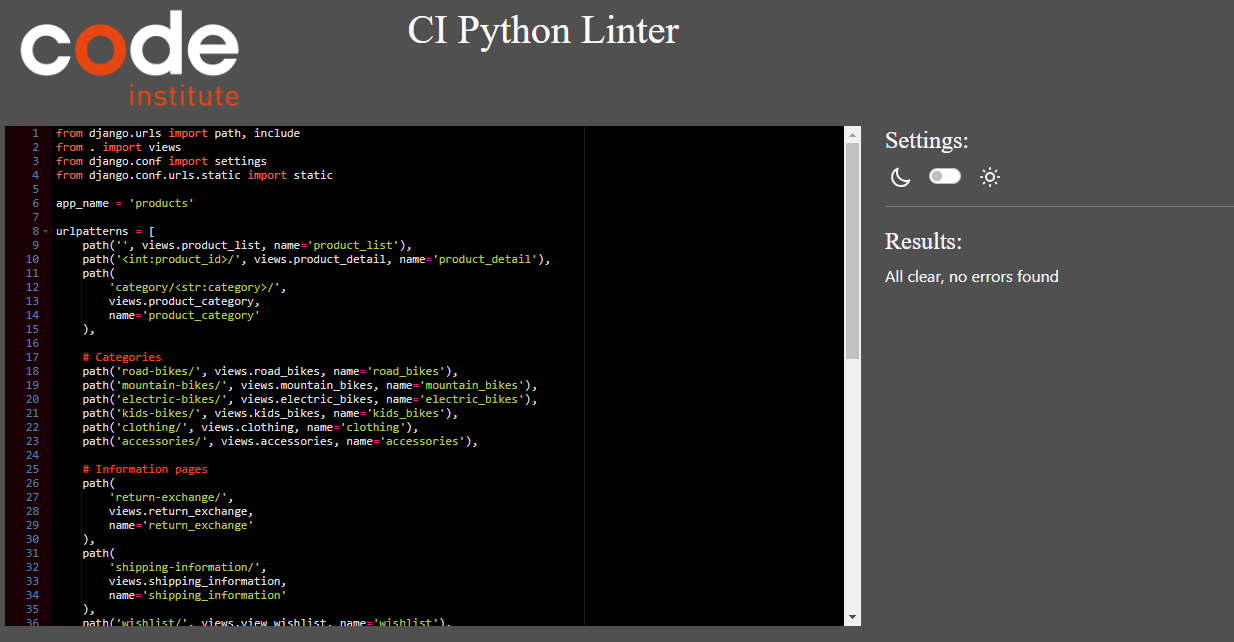 code
institute
CI Python Linter
1 from django.urls import path, include
2 from . import views
3 from django.conf import settings
4 from django.conf.urls.static import static
5
6 app_name = 'products'
7
8 urlpatterns = [
9     path('', views.product_list, name='product_list'),
10     path('<int:product_id>/', views.product_detail, name='product_detail'),
11     path(
12         'category/<str:category>/',
13         views.product_category,
14         name='product_category'
15     ),
16
17     # Categories
18     path('road-bikes/', views.road_bikes, name='road_bikes'),
19     path('mountain-bikes/', views.mountain_bikes, name='mountain_bikes'),
20     path('electric-bikes/', views.electric_bikes, name='electric_bikes'),
21     path('kids-bikes/', views.kids_bikes, name='kids_bikes'),
22     path('clothing/', views.clothing, name='clothing'),
23     path('accessories/', views.accessories, name='accessories'),
24
25     # Information pages
26     path(
27         'return-exchange/',
28         views.return_exchange,
29         name='return_exchange'
30     ),
31     path(
32         'shipping-information/',
33         views.shipping_information,
34         name='shipping_information'
35     ),
36     path('wishlist/', views.view_wishlist, name='wishlist'),
Settings:
Results:
All clear, no errors found